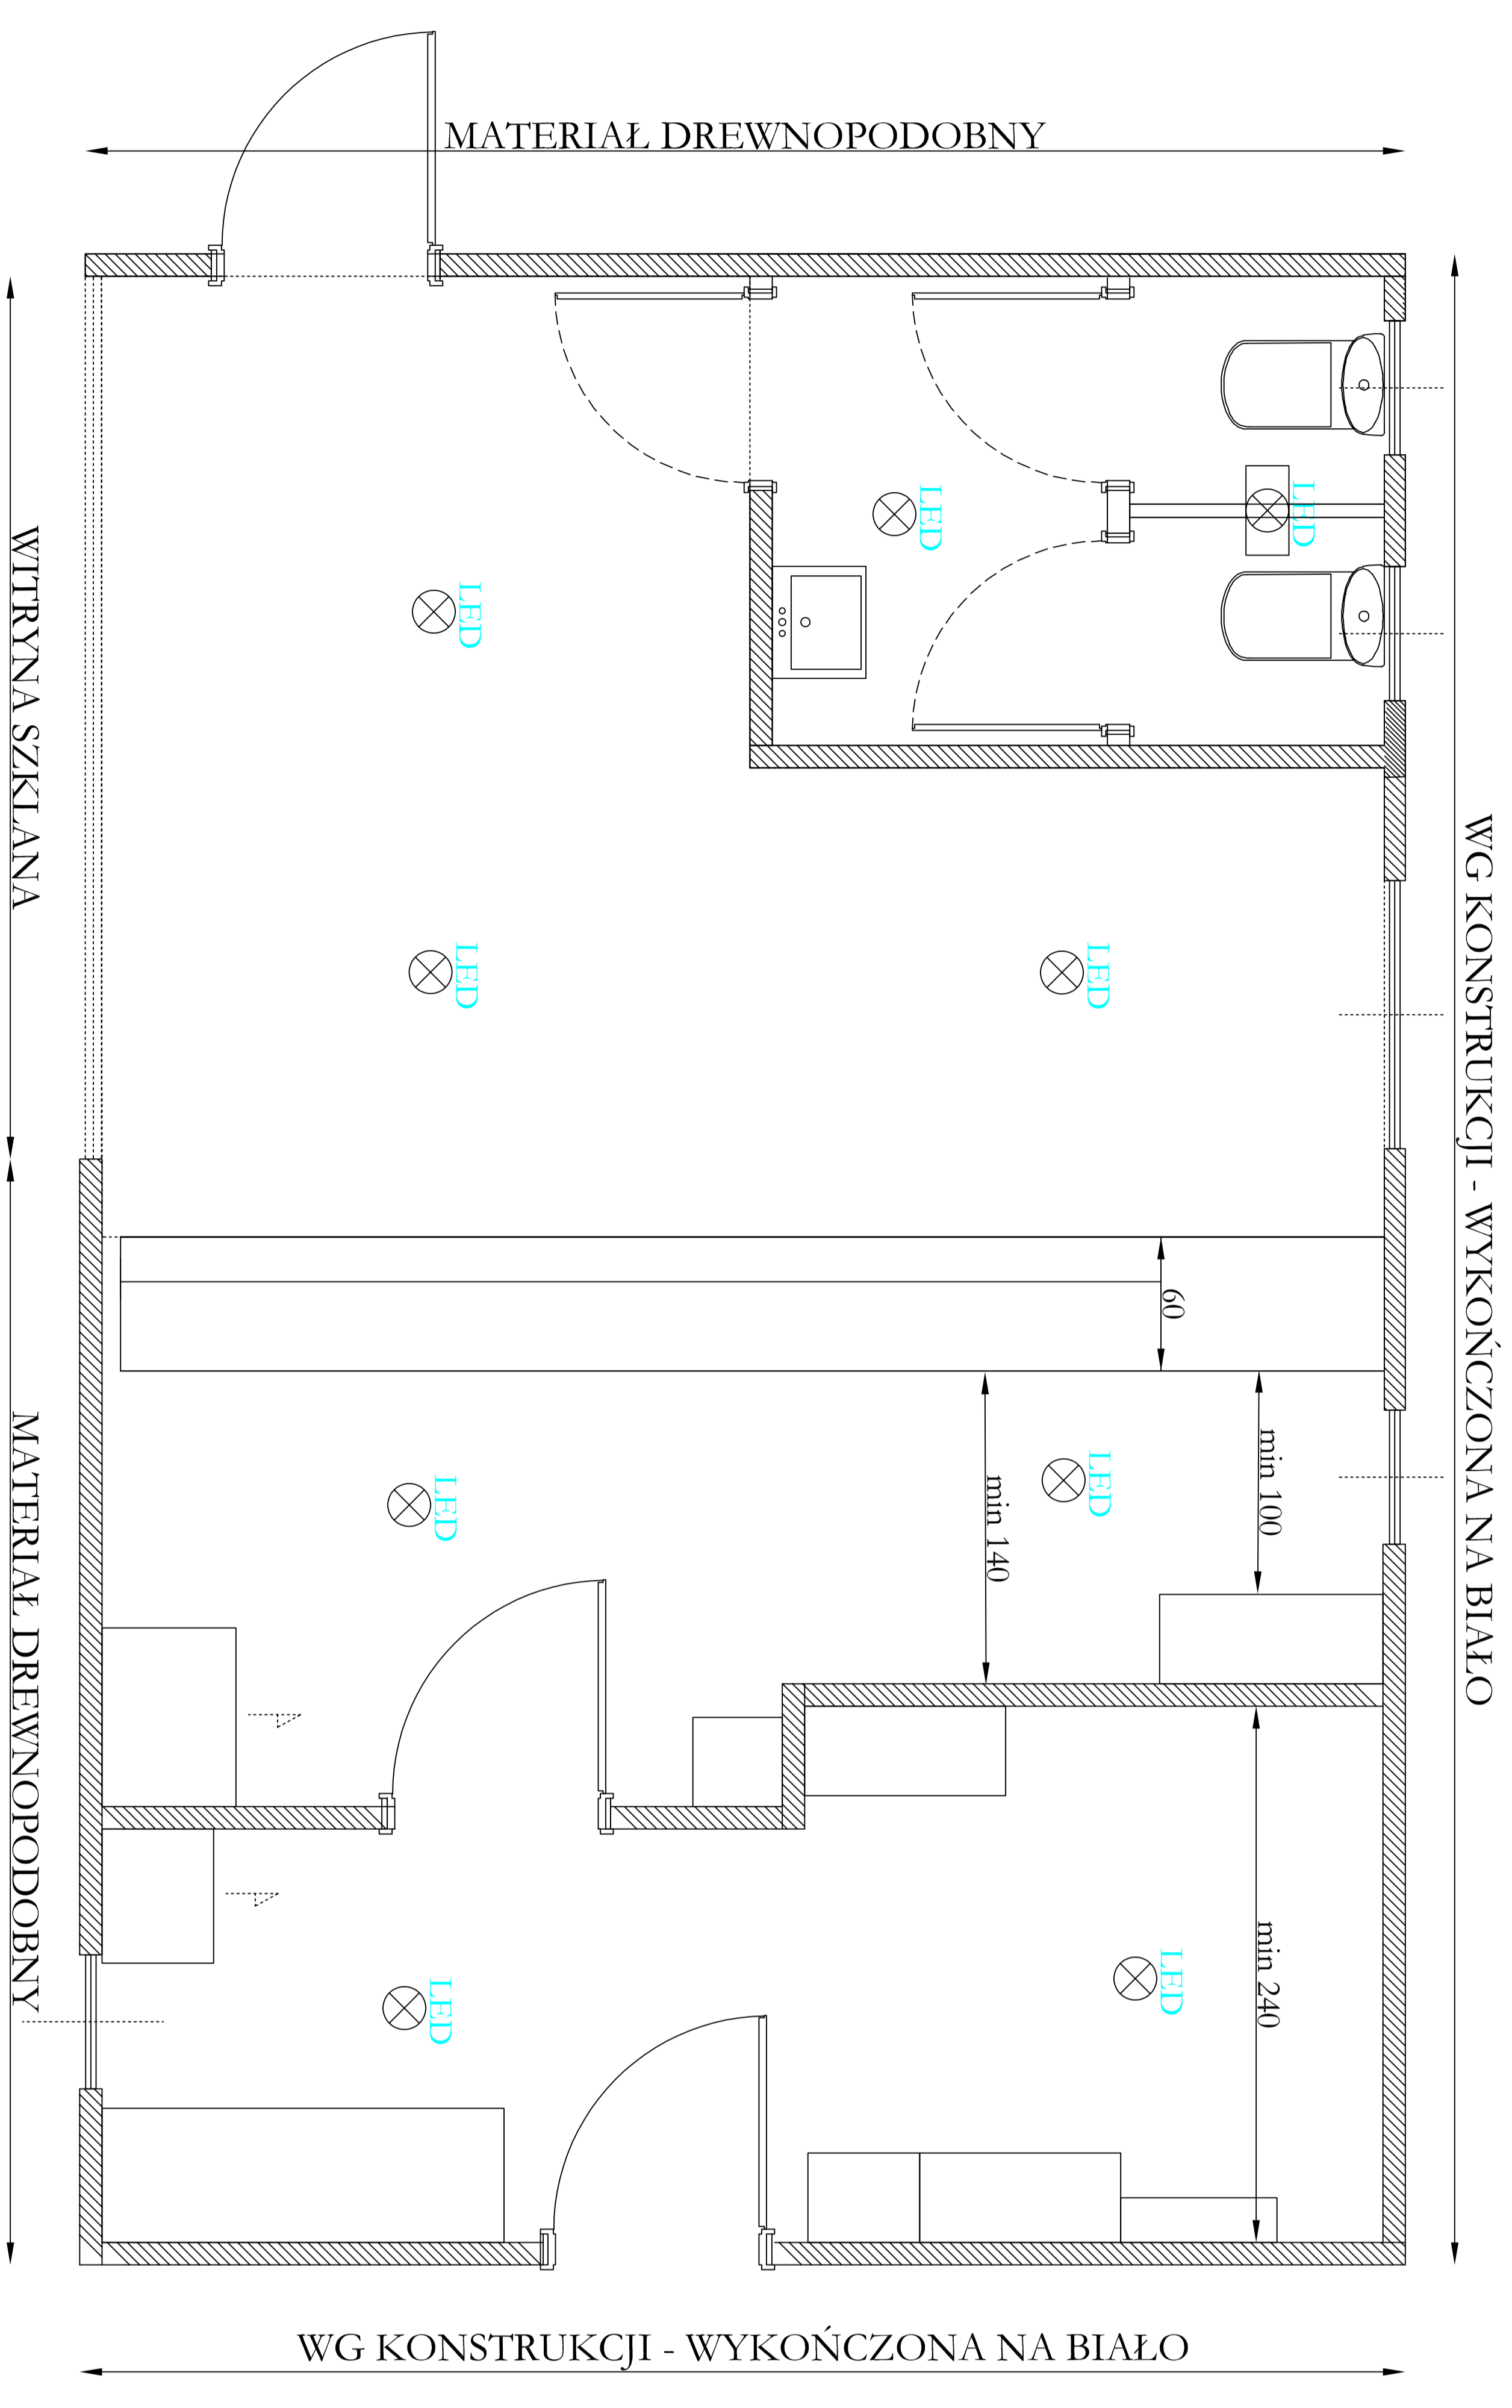 MATERIAŁ DREWNOPODOBNY
LED
LED
LED
WITRYNA SZKLANA
LED
LED
WG KONSTRUKCJI - WYKOŃCZONA NA BIAŁO
60
LED
LED
min 100
min 140
MATERIAŁ DREWNOPODOBNY
LED
LED
min 240
WG KONSTRUKCJI - WYKOŃCZONA NA BIAŁO